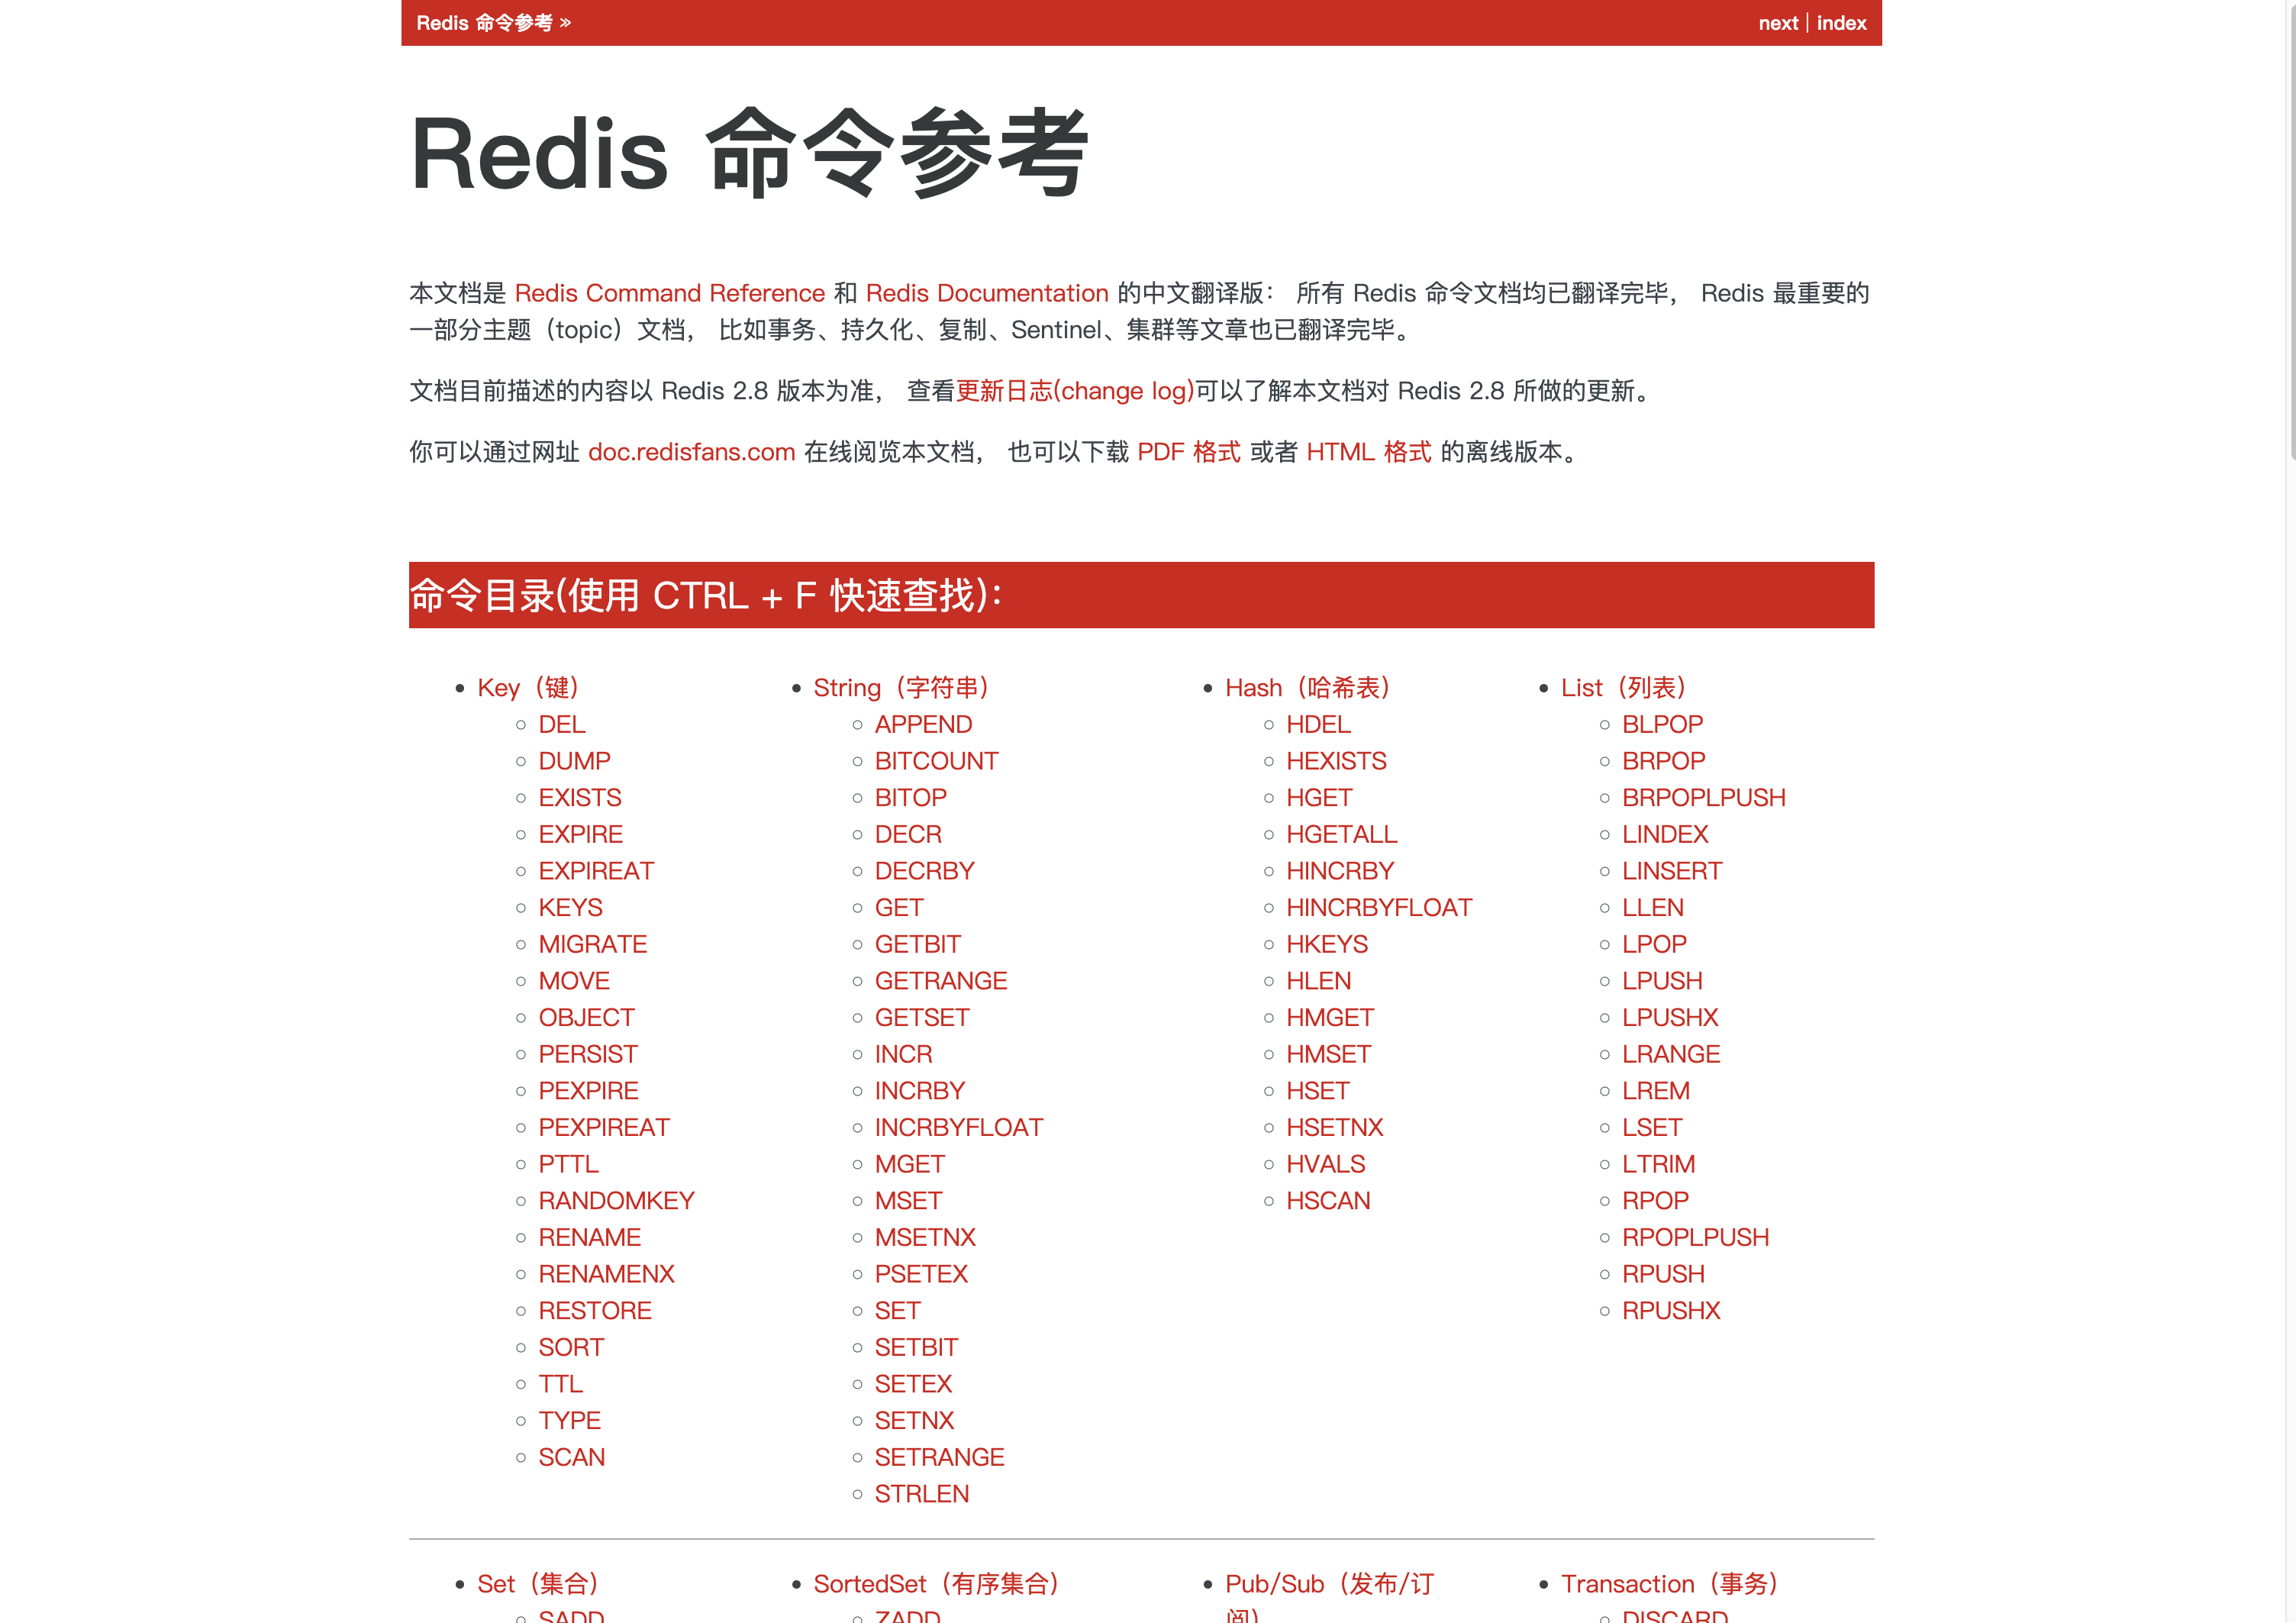 Redis 命令参考 »
next | index
Redis 命令参考
本文档是 Redis Command Reference 和 Redis Documentation 的中文翻译版： 所有 Redis 命令文档均已翻译完毕， Redis 最重要的
一部分主题（topic）文档， 比如事务、持久化、复制、Sentinel、集群等文章也已翻译完毕。
文档目前描述的内容以 Redis 2.8 版本为准， 查看更新日志(change log)可以了解本文档对 Redis 2.8 所做的更新。
你可以通过网址 doc.redisfans.com 在线阅览本文档， 也可以下载 PDF 格式 或者 HTML 格式 的离线版本。
命令目录(使用 CTRL + F 快速查找)：
Key（键）
DEL
DUMP
EXISTS
EXPIRE
EXPIREAT
KEYS
MIGRATE
MOVE
OBJECT
PERSIST
PEXPIRE
PEXPIREAT
PTTL
RANDOMKEY
RENAME
RENAMENX
RESTORE
SORT
TTL
TYPE
SCAN
String（字符串）
APPEND
BITCOUNT
BITOP
DECR
DECRBY
GET
GETBIT
GETRANGE
GETSET
INCR
INCRBY
INCRBYFLOAT
MGET
MSET
MSETNX
PSETEX
SET
SETBIT
SETEX
SETNX
SETRANGE
STRLEN
Hash（哈希表）
HDEL
HEXISTS
HGET
HGETALL
HINCRBY
HINCRBYFLOAT
HKEYS
HLEN
HMGET
HMSET
HSET
HSETNX
HVALS
HSCAN
List（列表）
BLPOP
BRPOP
BRPOPLPUSH
LINDEX
LINSERT
LLEN
LPOP
LPUSH
LPUSHX
LRANGE
LREM
LSET
LTRIM
RPOP
RPOPLPUSH
RPUSH
RPUSHX
Set（集合）
SADD
SortedSet（有序集合）
ZADD
Pub/Sub（发布/订
阅）
Transaction（事务）
DISCARD